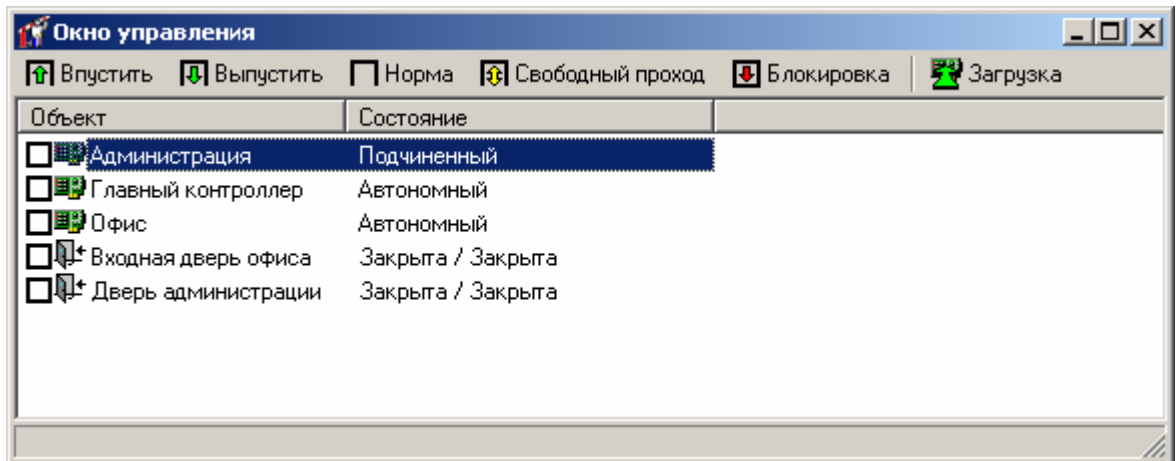 Окно управления
Впустить Выпустить Норма Свободный проход Блокировка Загрузка
Объект Состояние
Администрация Подчиненный
Главный контроллер Автономный
Офис Автономный
Входная дверь офиса Закрыта / Закрыта
Дверь администрации Закрыта / Закрыта